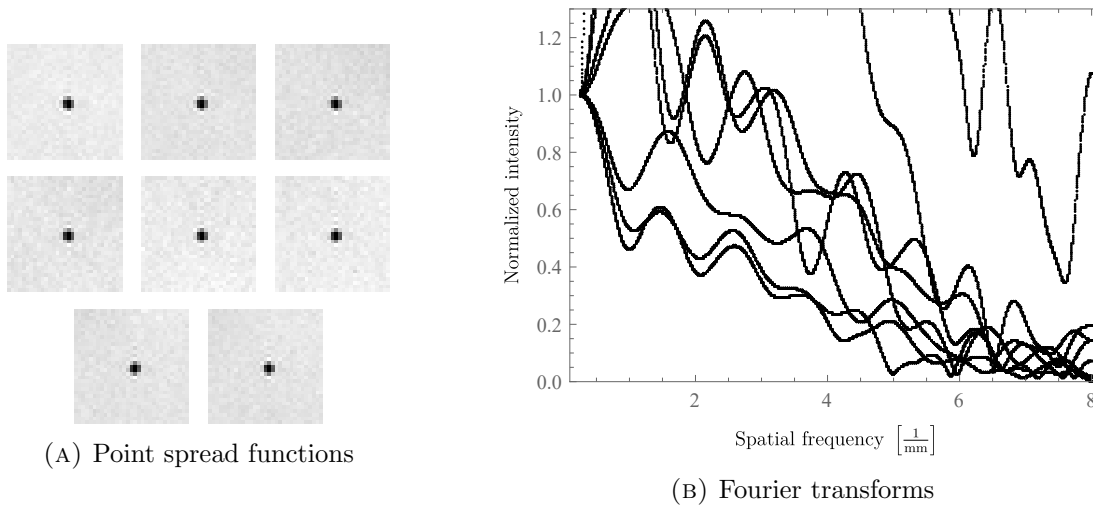 (A) Point spread functions
Normalized intensity
1.2
1.0
0.8
0.6
0.4
0.2
0.0
2
4
6
8
Spatial frequency [1/mm]
(B) Fourier transforms